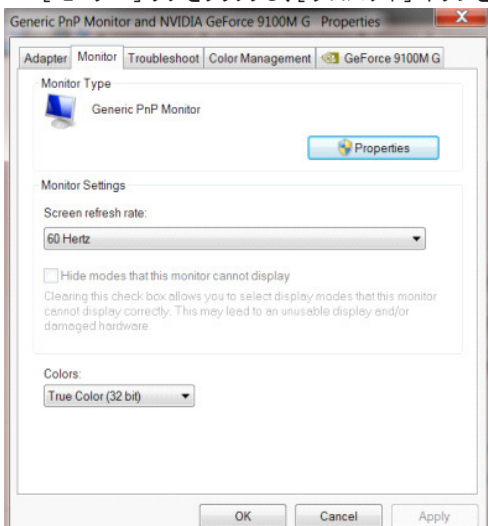 Generic PnP Monitor and NVIDIA GeForce 9100M G Properties
X
Adapter Monitor Troubleshoot Color Management GeForce 9100M G
Monitor Type
Generic PnP Monitor
Properties
Monitor Settings
Screen refresh rate:
60 Hertz
Hide modes that this monitor cannot display
Clearing this check box allows you to select display modes that this monitor
cannot display correctly. This may lead to an unusable display and/or
damaged hardware.
Colors:
True Color (32 bit)
OK Cancel Apply